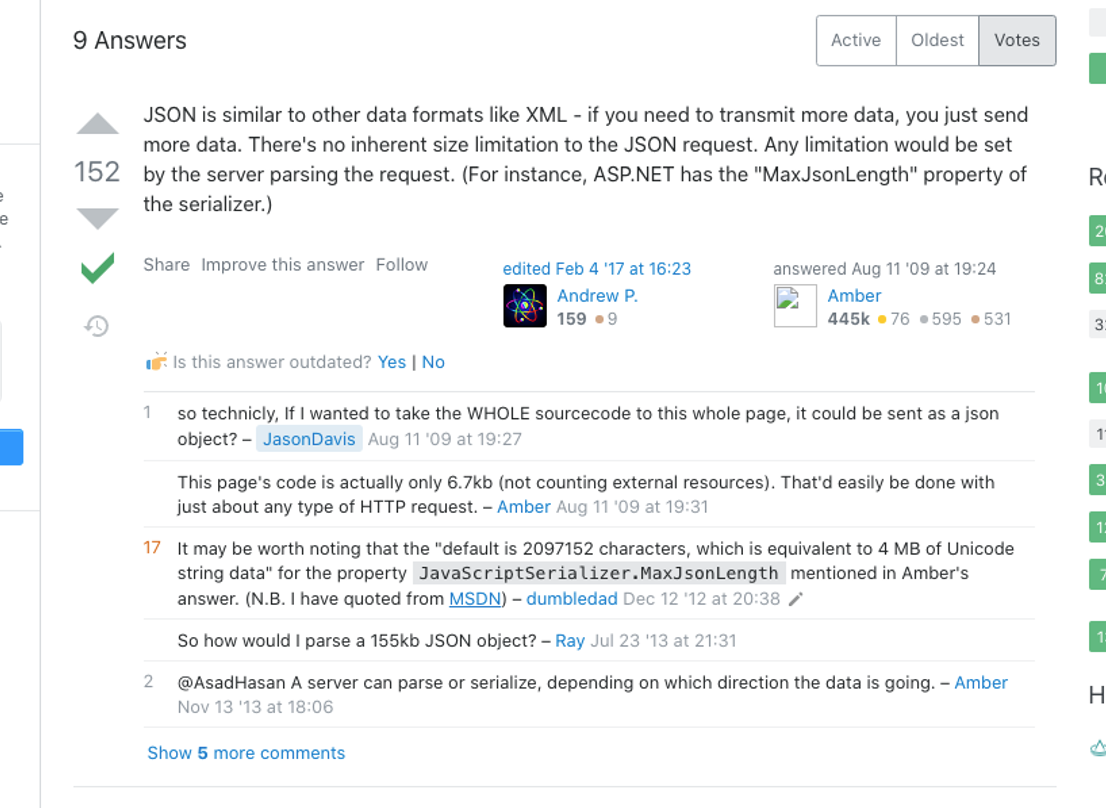 9 Answers
Active Oldest Votes
JSON is similar to other data formats like XML - if you need to transmit more data, you just send
more data. There's no inherent size limitation to the JSON request. Any limitation would be set
152
by the server parsing the request. (For instance, ASP.NET has the "MaxJsonLength" property of
the serializer.)
Share Improve this answer Follow
edited Feb 4 '17 at 16:23
Andrew P.
159 9
answered Aug 11 '09 at 19:24
Amber
445k 76 595 531
Is this answer outdated? Yes | No
1 so technicly, If I wanted to take the WHOLE sourcecode to this whole page, it could be sent as a json
object? – JasonDavis Aug 11 '09 at 19:27
This page's code is actually only 6.7kb (not counting external resources). That'd easily be done with
just about any type of HTTP request. – Amber Aug 11 '09 at 19:31
17 It may be worth noting that the "default is 2097152 characters, which is equivalent to 4 MB of Unicode
string data" for the property JavaScriptSerializer.MaxJsonLength mentioned in Amber's
answer. (N.B. I have quoted from MSDN) – dumbledad Dec 12 '12 at 20:38
So how would I parse a 155kb JSON object? – Ray Jul 23 '13 at 21:31
2 @AsadHasan A server can parse or serialize, depending on which direction the data is going. – Amber
Nov 13 '13 at 18:06
Show 5 more comments